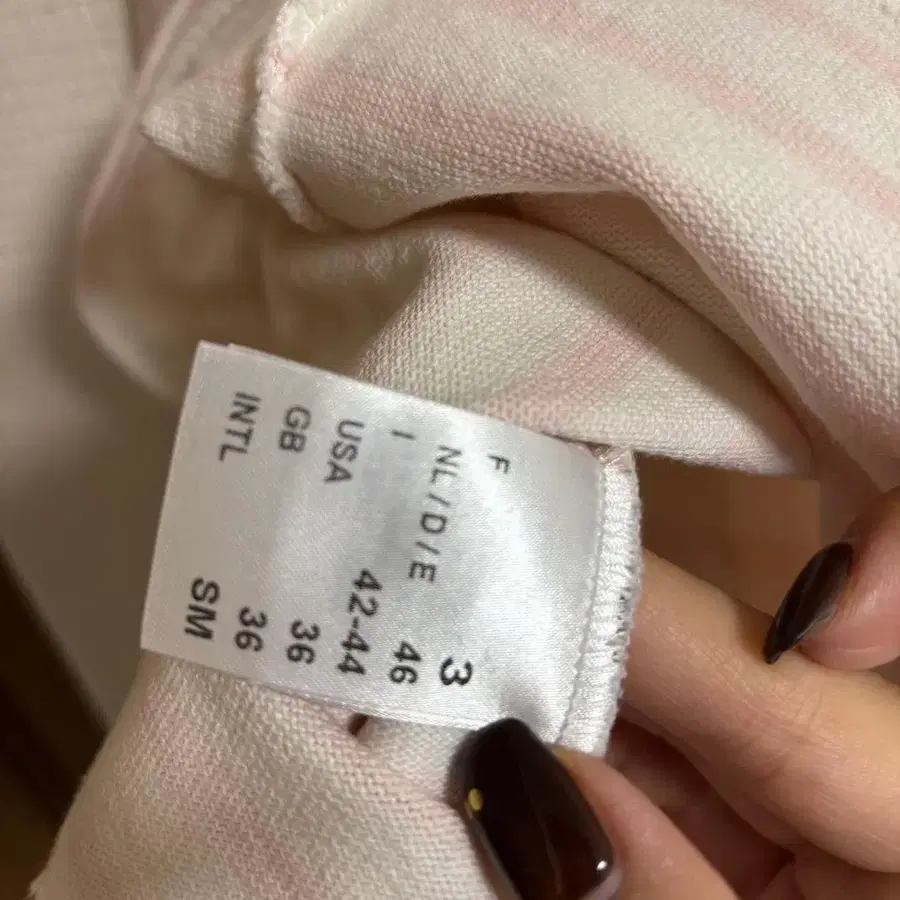 F 3
NL/D/E 46
I 42-44
USA 36
GB 36
INTL SM